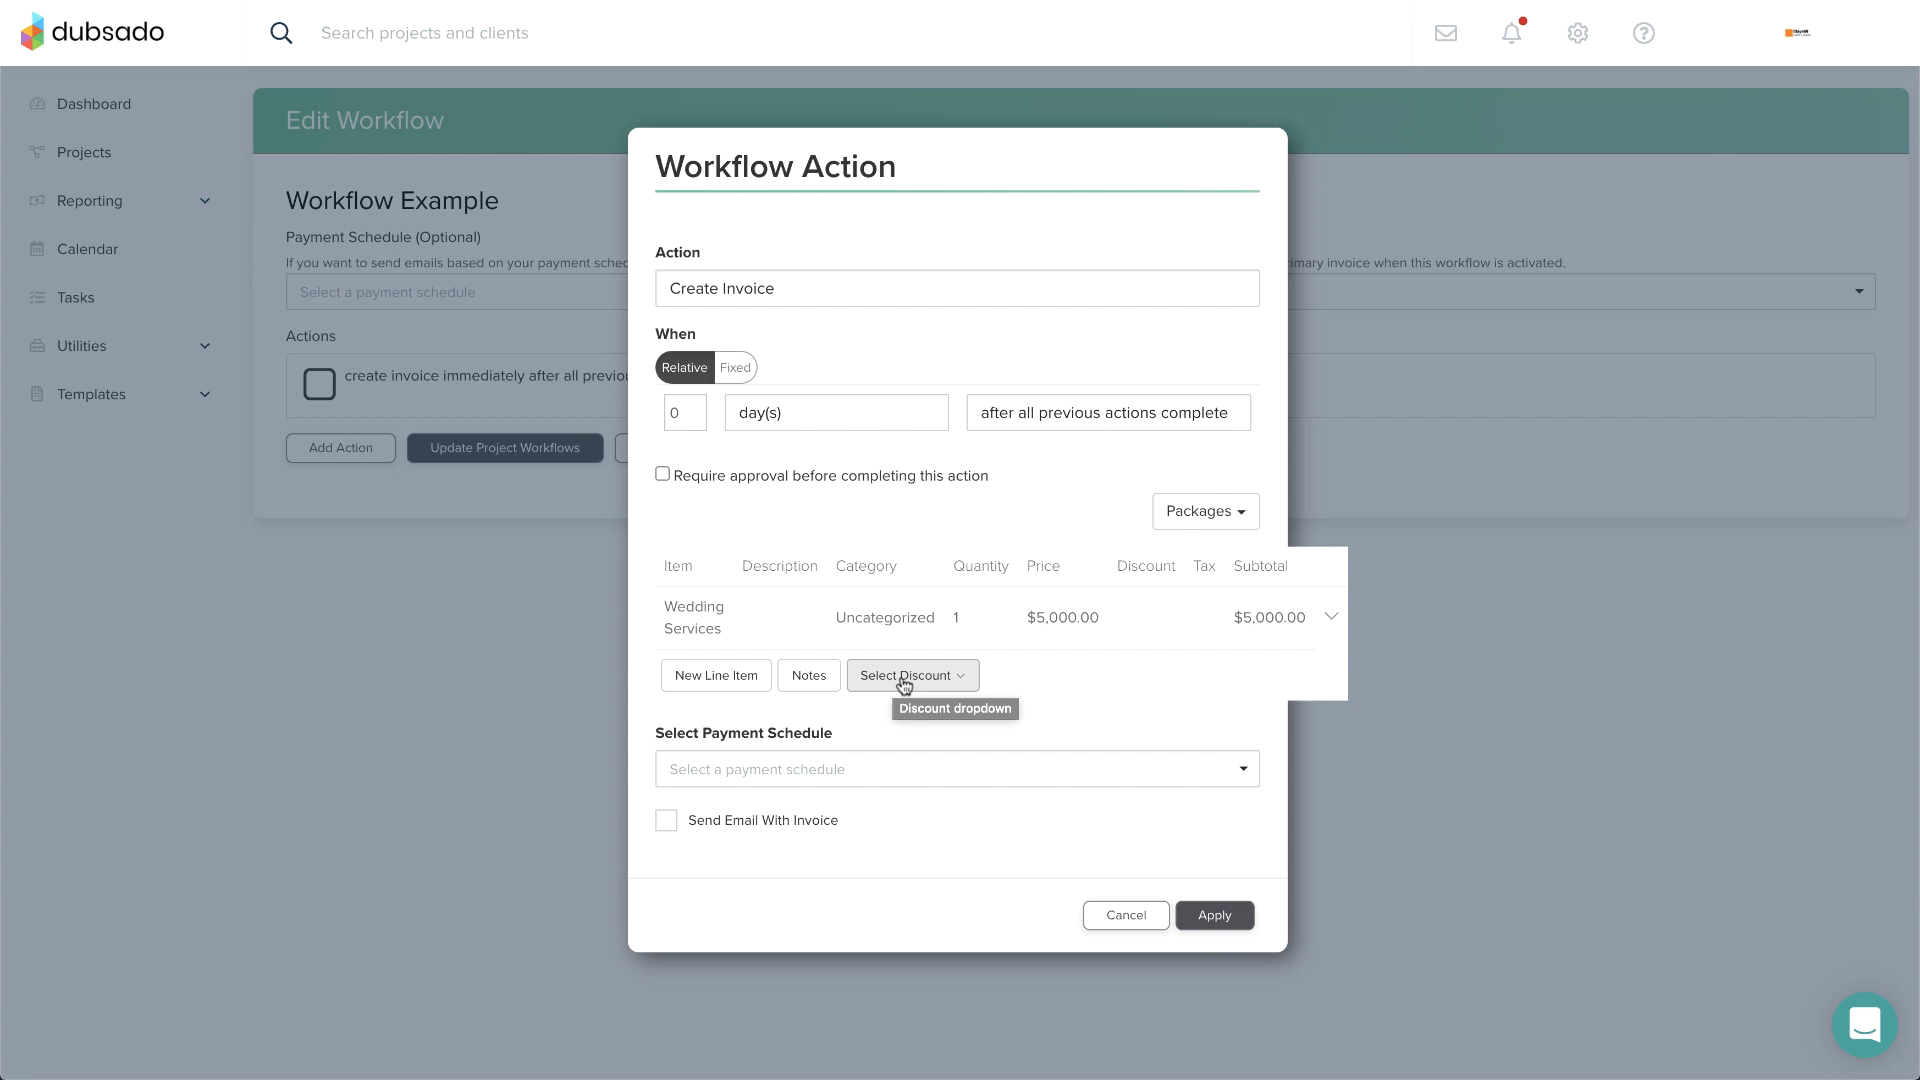 dubsado
Search projects and clients
Dashboard
Projects
Reporting
Calendar
Tasks
Utilities
Templates
Edit Workflow
Workflow Example
Payment Schedule (Optional)
If you want to send emails based on your payment sched
imary invoice when this workflow is activated.
Select a payment schedule
Actions
create invoice immediately after all previou
Add Action
Update Project Workflows
Workflow Action
Action
Create Invoice
When
Relative Fixed
0 day(s) after all previous actions complete
Require approval before completing this action
Packages
Item Description Category Quantity Price Discount Tax Subtotal
Wedding
Services
Uncategorized 1 $5,000.00 $5,000.00
New Line Item Notes Select Discount
Discount dropdown
Select Payment Schedule
Select a payment schedule
Send Email With Invoice
Cancel Apply